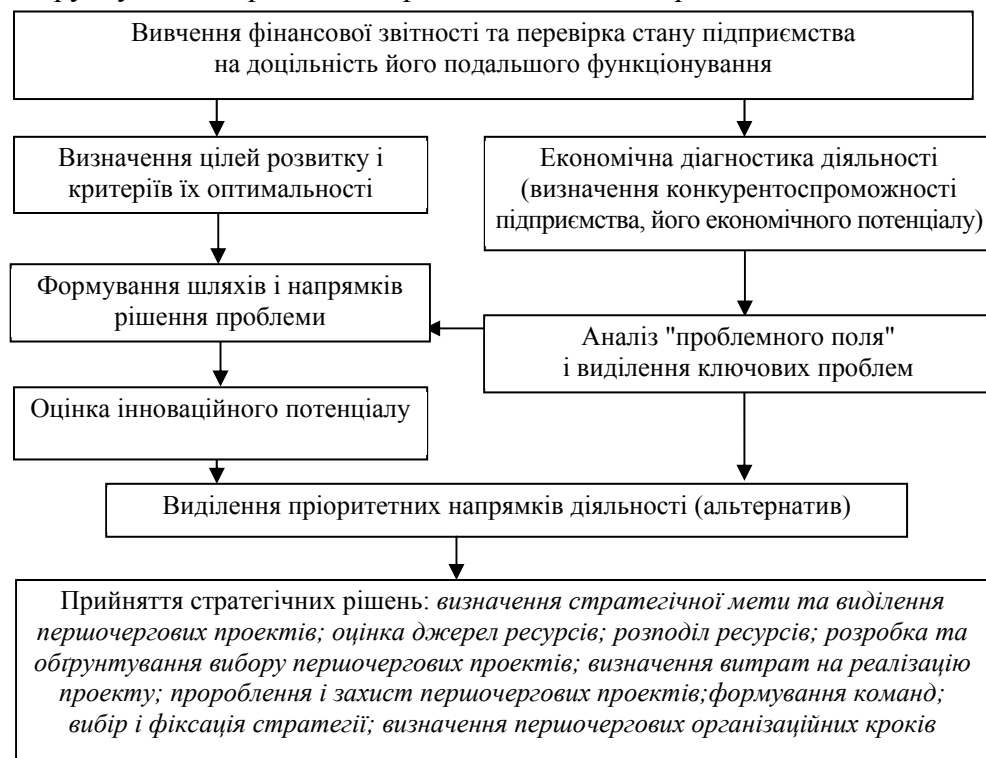 Вивчення фінансової звітності та перевірка стану підприємства
на доцільність його подальшого функціонування
Визначення цілей розвитку і
критеріїв їх оптимальності
Економічна діагностика діяльності
(визначення конкурентоспроможності
підприємства, його економічного потенціалу)
Формування шляхів і напрямків
рішення проблеми
Аналіз "проблемного поля"
і виділення ключових проблем
Оцінка інноваційного потенціалу
Виділення пріоритетних напрямків діяльності (альтернатив)
Прийняття стратегічних рішень: визначення стратегічної мети та виділення
першочергових проектів; оцінка джерел ресурсів; розподіл ресурсів; розробка та
обґрунтування вибору першочергових проектів; визначення витрат на реалізацію
проекту; пророблення і захист першочергових проектів;формування команд;
вибір і фіксація стратегії; визначення першочергових організаційних кроків